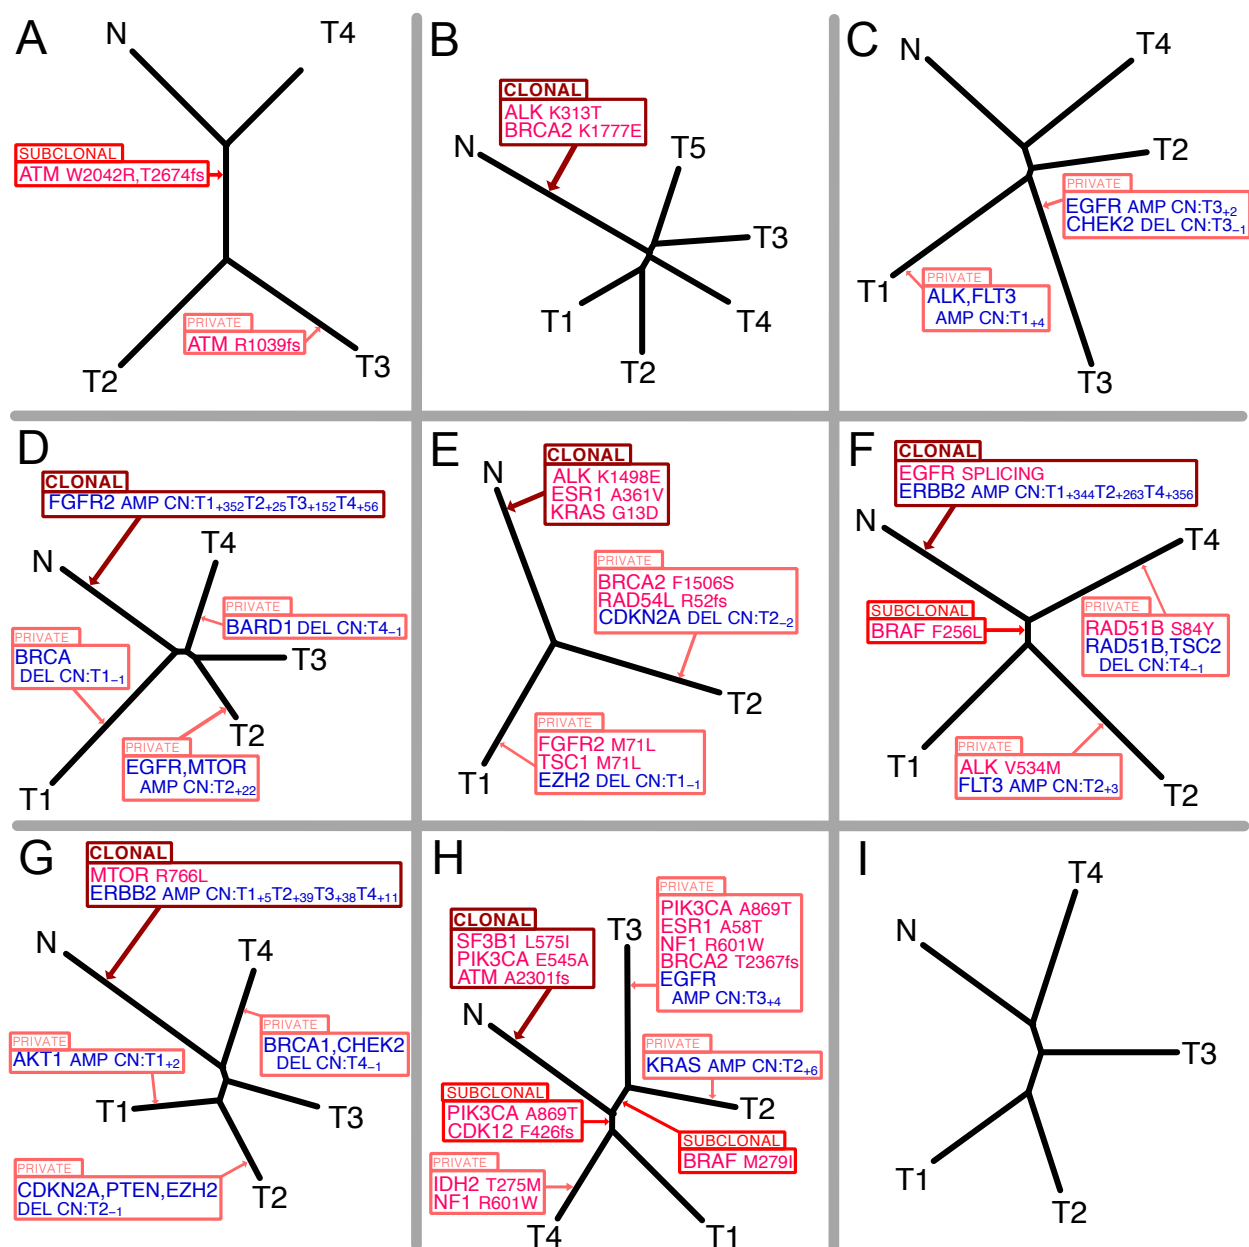 A
N
T4
SUBCLONAL
ATM W2042R,T2674fs
PRIVATE
ATM R1039fs
T2
T3
B
CLONAL
ALK K313T
BRCA2 K1777E
N
T5
T3
T1
T4
T2
C
N
T4
T2
PRIVATE
EGFR AMP CN:T3+2
CHEK2 DEL CN:T3−1
T1
PRIVATE
ALK,FLT3
AMP CN:T1+4
T3
D
CLONAL
FGFR2 AMP CN:T1+352T2+25T3+152T4+56
N
T4
PRIVATE
BARD1 DEL CN:T4−1
PRIVATE
BRCA
DEL CN:T1−1
T3
T2
PRIVATE
EGFR,MTOR
AMP CN:T2+22
T1
E
CLONAL
N
ALK K1498E
ESR1 A361V
KRAS G13D
PRIVATE
BRCA2 F1506S
RAD54L R52fs
CDKN2A DEL CN:T2−2
T2
PRIVATE
FGFR2 M71L
TSC1 M71L
EZH2 DEL CN:T1−1
T1
F
CLONAL
EGFR SPLICING
ERBB2 AMP CN:T1+344T2+263T4+356
N
T4
SUBCLONAL
BRAF F256L
PRIVATE
RAD51B S84Y
RAD51B,TSC2
DEL CN:T4−1
T1
PRIVATE
ALK V534M
FLT3 AMP CN:T2+3
T2
G
CLONAL
MTOR R766L
ERBB2 AMP CN:T1+5T2+39T3+38T4+11
N
T4
PRIVATE
BRCA1,CHEK2
DEL CN:T4−1
PRIVATE
AKT1 AMP CN:T1+2
T1
T3
PRIVATE
CDKN2A,PTEN,EZH2
DEL CN:T2−1
T2
H
PRIVATE
PIK3CA A869T
ESR1 A58T
NF1 R601W
BRCA2 T2367fs
EGFR
AMP CN:T3+4
CLONAL
SF3B1 L575I
PIK3CA E545A
ATM A2301fs
T3
N
PRIVATE
KRAS AMP CN:T2+6
SUBCLONAL
PIK3CA A869T
CDK12 F426fs
T2
SUBCLONAL
BRAF M279I
PRIVATE
IDH2 T275M
NF1 R601W
T4
T1
I
T4
N
T3
T1
T2